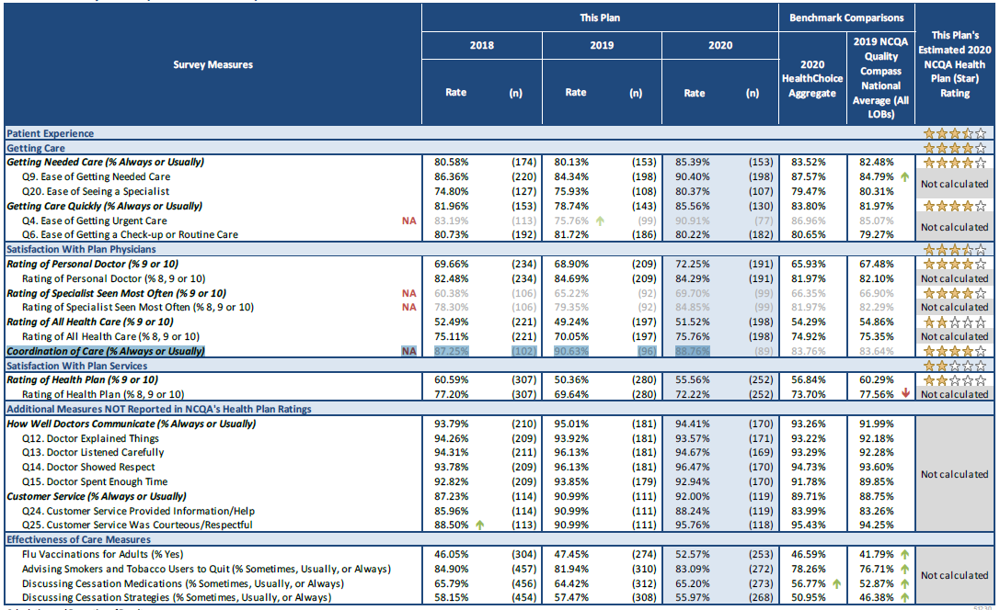 This Plan Benchmark Comparisons This Plan's Estimated 2020 NCQA Health Plan (Star) Rating
Survey Measures 2018 2019 2020 2020 HealthChoice Aggregate 2019 NCQA Quality Compass National Average (All LOBs)
Rate (n) Rate (n) Rate (n)
Patient Experience
Getting Care
Getting Needed Care (% Always or Usually) 80.58% (174) 80.13% (153) 85.39% (153) 83.52% 82.48%
Q9. Ease of Getting Needed Care 86.36% (220) 84.34% (198) 90.40% (198) 87.57% 84.79% Not calculated
Q20. Ease of Seeing a Specialist 74.80% (127) 75.93% (108) 80.37% (107) 79.47% 80.31%
Getting Care Quickly (% Always or Usually) 81.96% (153) 78.74% (143) 85.56% (130) 83.80% 81.97%
Q4. Ease of Getting Urgent Care NA 83.19% (113) 75.76% (99) 90.91% (77) 86.96% 85.07% Not calculated
Q6. Ease of Getting a Check-up or Routine Care 80.73% (192) 81.72% (186) 80.22% (182) 80.65% 79.27%
Satisfaction With Plan Physicians
Rating of Personal Doctor (% 9 or 10) 69.66% (234) 68.90% (209) 72.25% (191) 65.93% 67.48%
Rating of Personal Doctor (% 8, 9 or 10) 82.48% (234) 84.69% (209) 84.29% (191) 81.97% 82.10% Not calculated
Rating of Specialist Seen Most Often (% 9 or 10) NA 60.38% (106) 65.22% (92) 69.70% (99) 66.35% 66.90%
Rating of Specialist Seen Most Often (% 8, 9 or 10) NA 78.30% (106) 79.35% (92) 84.85% (99) 81.97% 82.29% Not calculated
Rating of All Health Care (% 9 or 10) 52.49% (221) 49.24% (197) 51.52% (198) 54.29% 54.86%
Rating of All Health Care (% 8, 9 or 10) 75.11% (221) 70.05% (197) 75.76% (198) 74.92% 75.35% Not calculated
Coordination of Care (% Always or Usually) NA 87.25% (102) 90.63% (96) 88.76% (89) 83.76% 83.64%
Satisfaction With Plan Services
Rating of Health Plan (% 9 or 10) 60.59% (307) 50.36% (280) 55.56% (252) 56.84% 60.29%
Rating of Health Plan (% 8, 9 or 10) 77.20% (307) 69.64% (280) 72.22% (252) 73.70% 77.56% Not calculated
Additional Measures NOT Reported in NCQA's Health Plan Ratings
How Well Doctors Communicate (% Always or Usually) 93.79% (210) 95.01% (181) 94.41% (170) 93.26% 91.99%
Q12. Doctor Explained Things 94.26% (209) 93.92% (181) 93.57% (171) 93.22% 92.18%
Q13. Doctor Listened Carefully 94.31% (211) 96.13% (181) 94.67% (169) 93.29% 92.28%
Q14. Doctor Showed Respect 93.78% (209) 96.13% (181) 96.47% (170) 94.73% 93.60%
Q15. Doctor Spent Enough Time 92.82% (209) 93.85% (179) 92.94% (170) 91.78% 89.85% Not calculated
Customer Service (% Always or Usually) 87.23% (114) 90.99% (111) 92.00% (119) 89.71% 88.75%
Q24. Customer Service Provided Information/Help 85.96% (114) 90.99% (111) 88.24% (119) 83.99% 83.26%
Q25. Customer Service Was Courteous/Respectful 88.50% (113) 90.99% (111) 95.76% (118) 95.43% 94.25%
Effectiveness of Care Measures
Flu Vaccinations for Adults (% Yes) 46.05% (304) 47.45% (274) 52.57% (253) 46.59% 41.79%
Advising Smokers and Tobacco Users to Quit (% Sometimes, Usually, or Always) 84.90% (457) 81.94% (310) 83.09% (272) 78.26% 76.71% Not calculated
Discussing Cessation Medications (% Sometimes, Usually, or Always) 65.79% (456) 64.42% (312) 65.20% (273) 56.77% 52.87%
Discussing Cessation Strategies (% Sometimes, Usually, or Always) 58.15% (454) 57.47% (308) 55.97% (268) 50.95% 46.38%